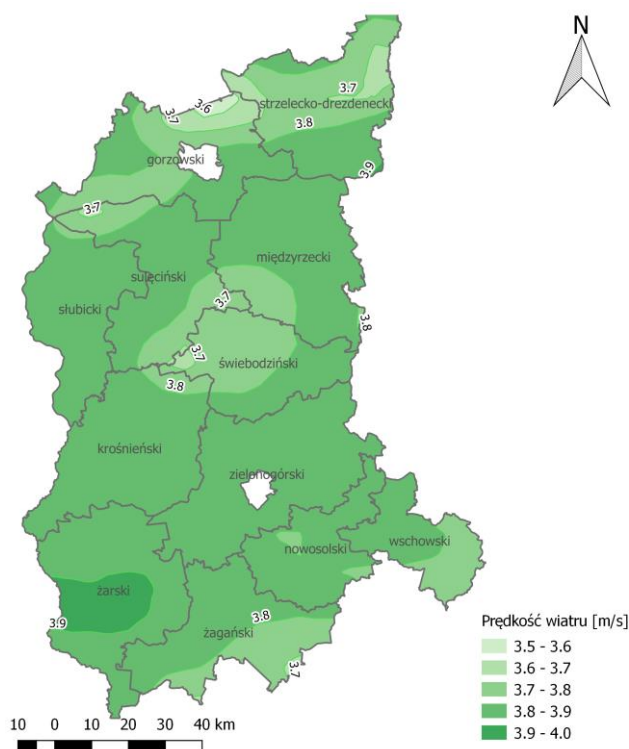 N
3.6
3.7
3.7
strzelecko-drezdenecki
3.8
gorzowski
3.9
3.7
międzyrzecki
sulęciński
słubicki
3.7
3.8
3.7
świebodziński
3.8
krośnieński
zielonogórski
nowosolski
wschowski
żarski
3.9
3.8
żagański
3.7
Prędkość wiatru [m/s]
3.5 - 3.6
3.6 - 3.7
3.7 - 3.8
3.8 - 3.9
3.9 - 4.0
10 0 10 20 30 40 km